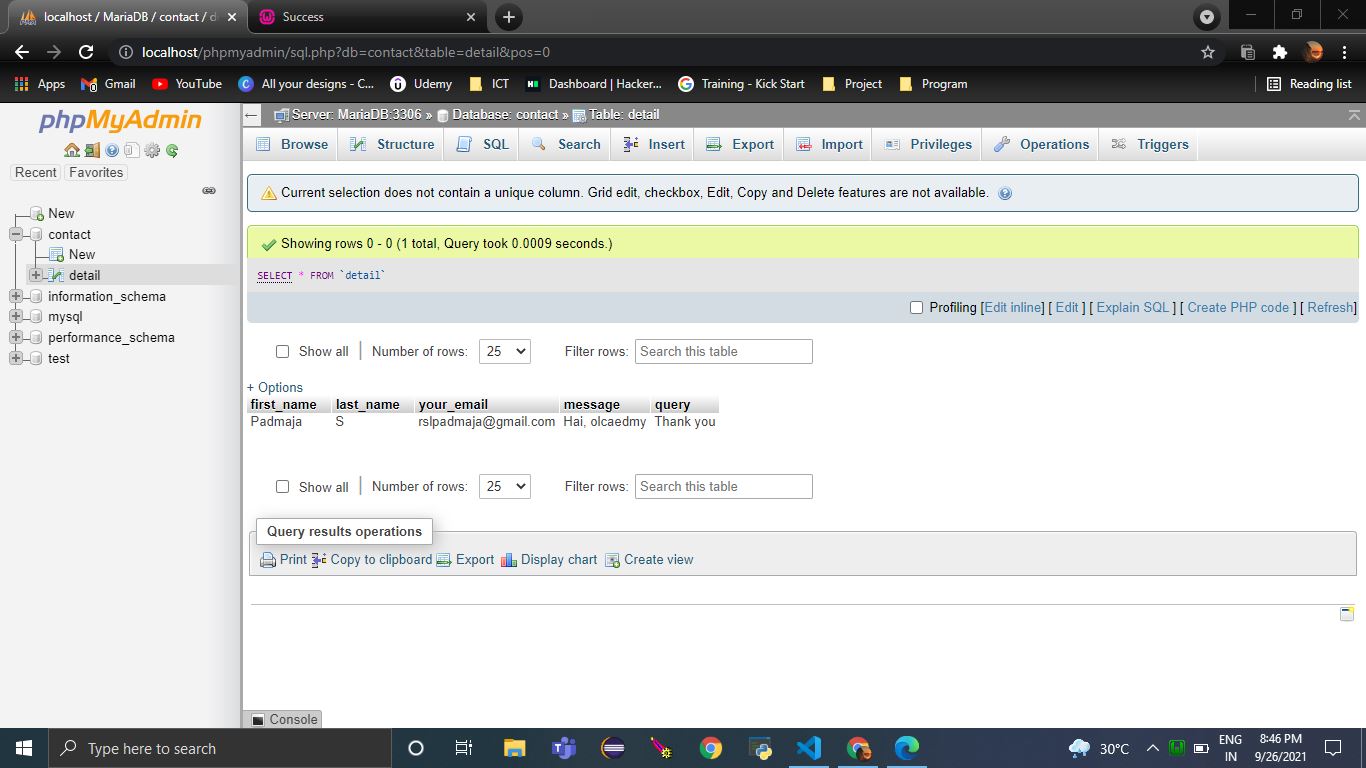 localhost / MariaDB / contact / d
Success
localhost/phpmyadmin/sql.php?db=contact&table=detail&pos=0
Apps
Gmail
YouTube
All your designs - C...
Udemy
ICT
Dashboard | Hacker...
Training - Kick Start
Project
Program
Reading list
phpMyAdmin
Recent
Favorites
New
contact
New
detail
information_schema
mysql
performance_schema
test
Server: MariaDB:3306 » Database: contact » Table: detail
Browse
Structure
SQL
Search
Insert
Export
Import
Privileges
Operations
Triggers
Current selection does not contain a unique column. Grid edit, checkbox, Edit, Copy and Delete features are not available.
Showing rows 0 - 0 (1 total, Query took 0.0009 seconds.)
SELECT * FROM `detail`
Profiling [Edit inline] [ Edit ] [ Explain SQL ] [ Create PHP code ] [ Refresh]
Show all | Number of rows: 25 Filter rows: Search this table
+ Options
first_name last_name your_email message query
Padmaja S rslpadmaja@gmail.com Hai, olcaedmy Thank you
Show all | Number of rows: 25 Filter rows: Search this table
Query results operations
Print Copy to clipboard Export Display chart Create view
Console
Type here to search
30°C
ENG
IN
8:46 PM
9/26/2021